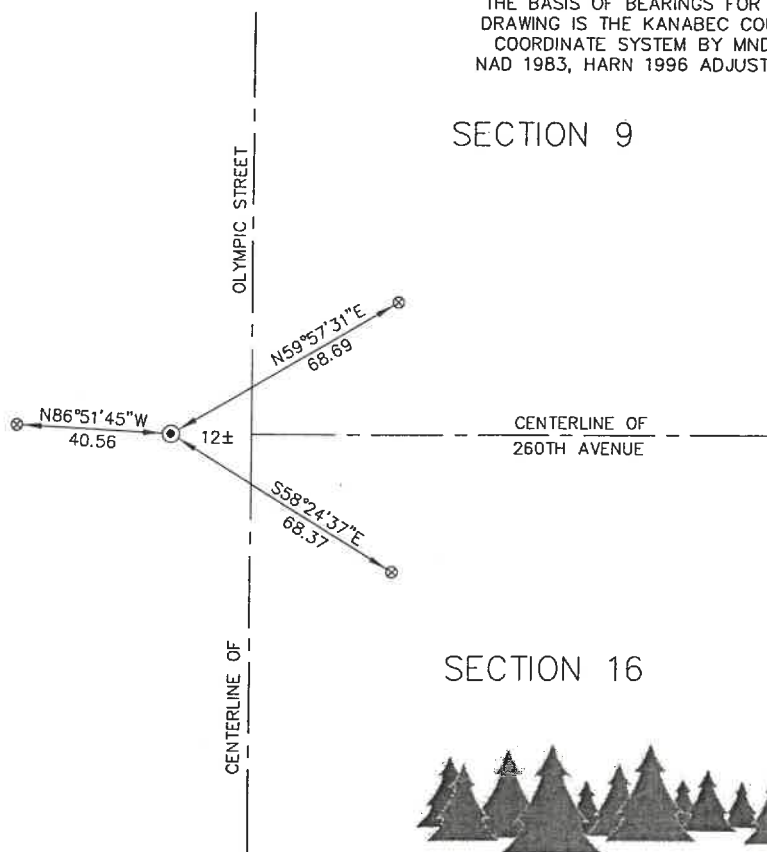 THE BASIS OF BEARINGS FOR
DRAWING IS THE KANABEC COU
COORDINATE SYSTEM BY MND
NAD 1983, HARN 1996 ADJUST
SECTION 9
OLYMPIC STREET
N59°57'31"E
68.69
N86°51'45"W
40.56
12±
CENTERLINE OF
260TH AVENUE
S58°24'37"E
68.37
SECTION 16
CENTERLINE OF